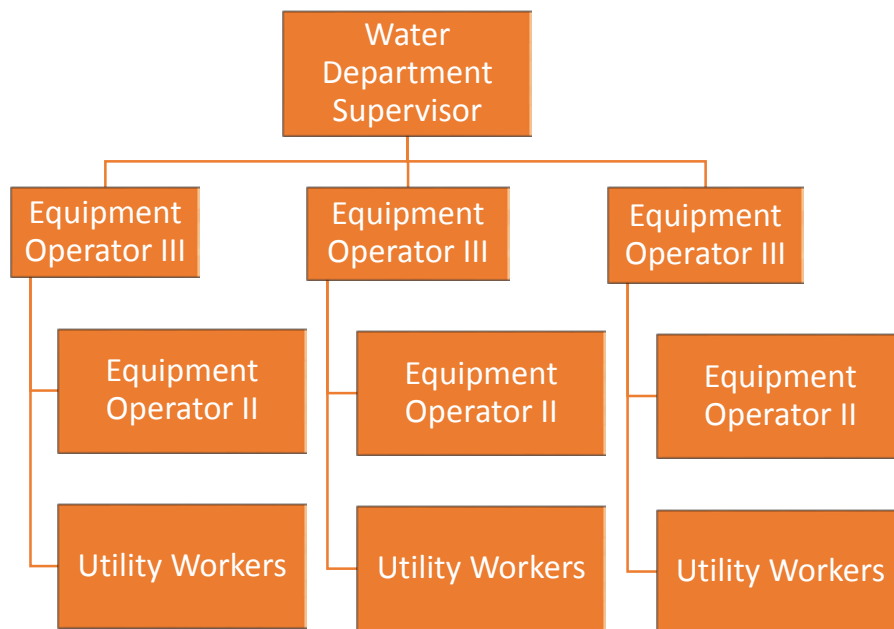 Water
Department
Supervisor
Equipment
Operator III
Equipment
Operator III
Equipment
Operator III
Equipment
Operator II
Equipment
Operator II
Equipment
Operator II
Utility Workers
Utility Workers
Utility Workers